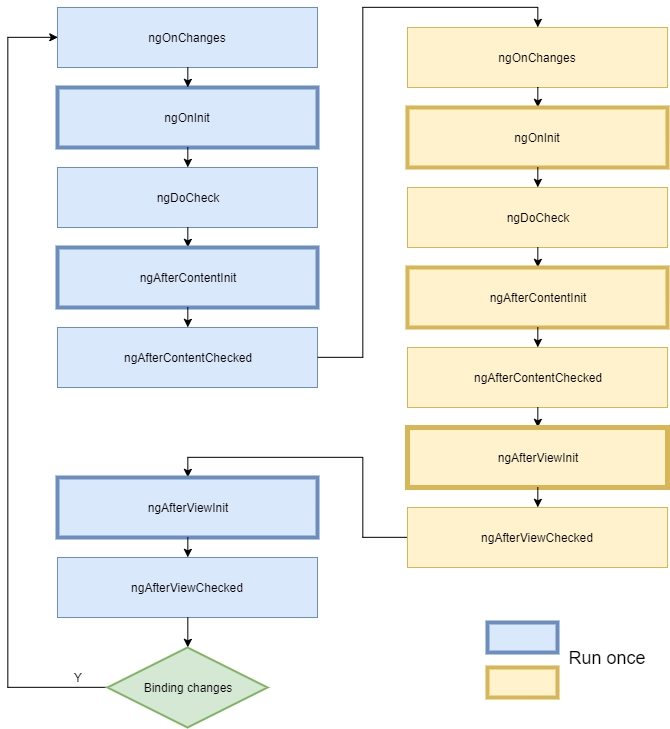 ngOnChanges
ngOnInit
ngDoCheck
ngAfterContentInit
ngAfterContentChecked
ngOnChanges
ngOnInit
ngDoCheck
ngAfterContentInit
ngAfterContentChecked
ngAfterViewInit
ngAfterViewChecked
ngAfterViewInit
ngAfterViewChecked
Binding changes
Y
Run once